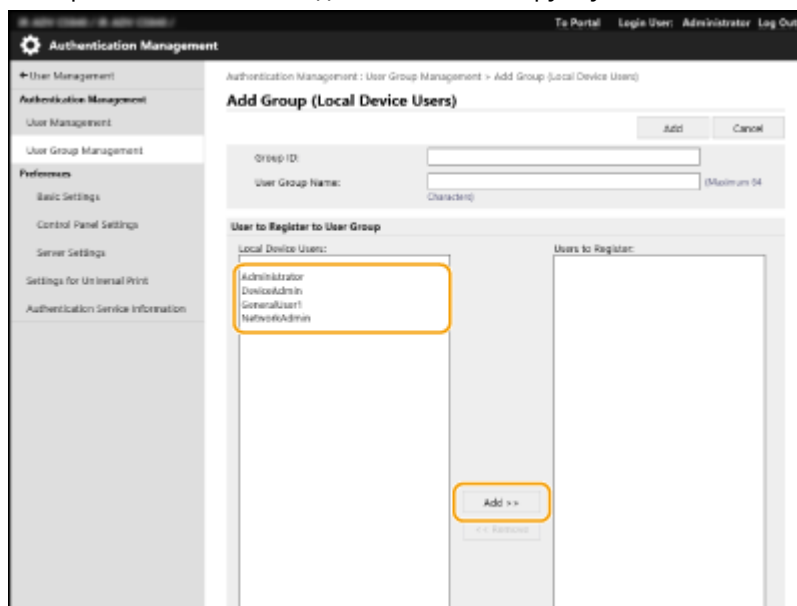 To Portal Login User: Administrator Log Out
Authentication Management
User Management
Authentication Management
User Management
User Group Management
Preferences
Basic Settings
Control Panel Settings
Server Settings
Settings for Universal Print
Authentication Service Information
Authentication Management : User Group Management > Add Group (Local Device Users)
Add Group (Local Device Users)
Add Cancel
Group ID:
User Group Name: (Maximum 64
Characters)
User to Register to User Group
Local Device Users: Users to Register:
Administrator
DeviceAdmin
GeneralUser1
NetworkAdmin
Add >>
<< Remove